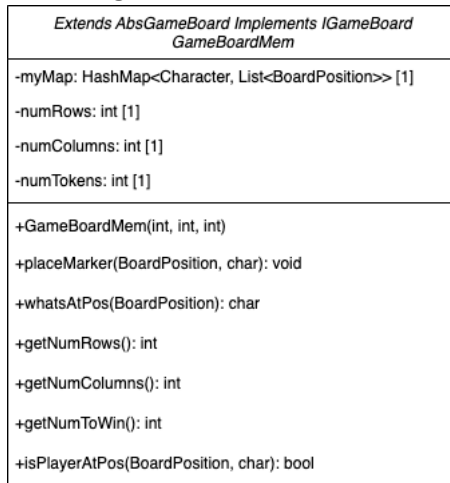 Extends AbsGameBoard Implements IGameBoard
GameBoardMem
-myMap: HashMap<Character, List<BoardPosition>> [1]
-numRows: int [1]
-numColumns: int [1]
-numTokens: int [1]
+GameBoardMem(int, int, int)
+placeMarker(BoardPosition, char): void
+whatsAtPos(BoardPosition): char
+getNumRows(): int
+getNumColumns(): int
+getNumToWin(): int
+isPlayerAtPos(BoardPosition, char): bool